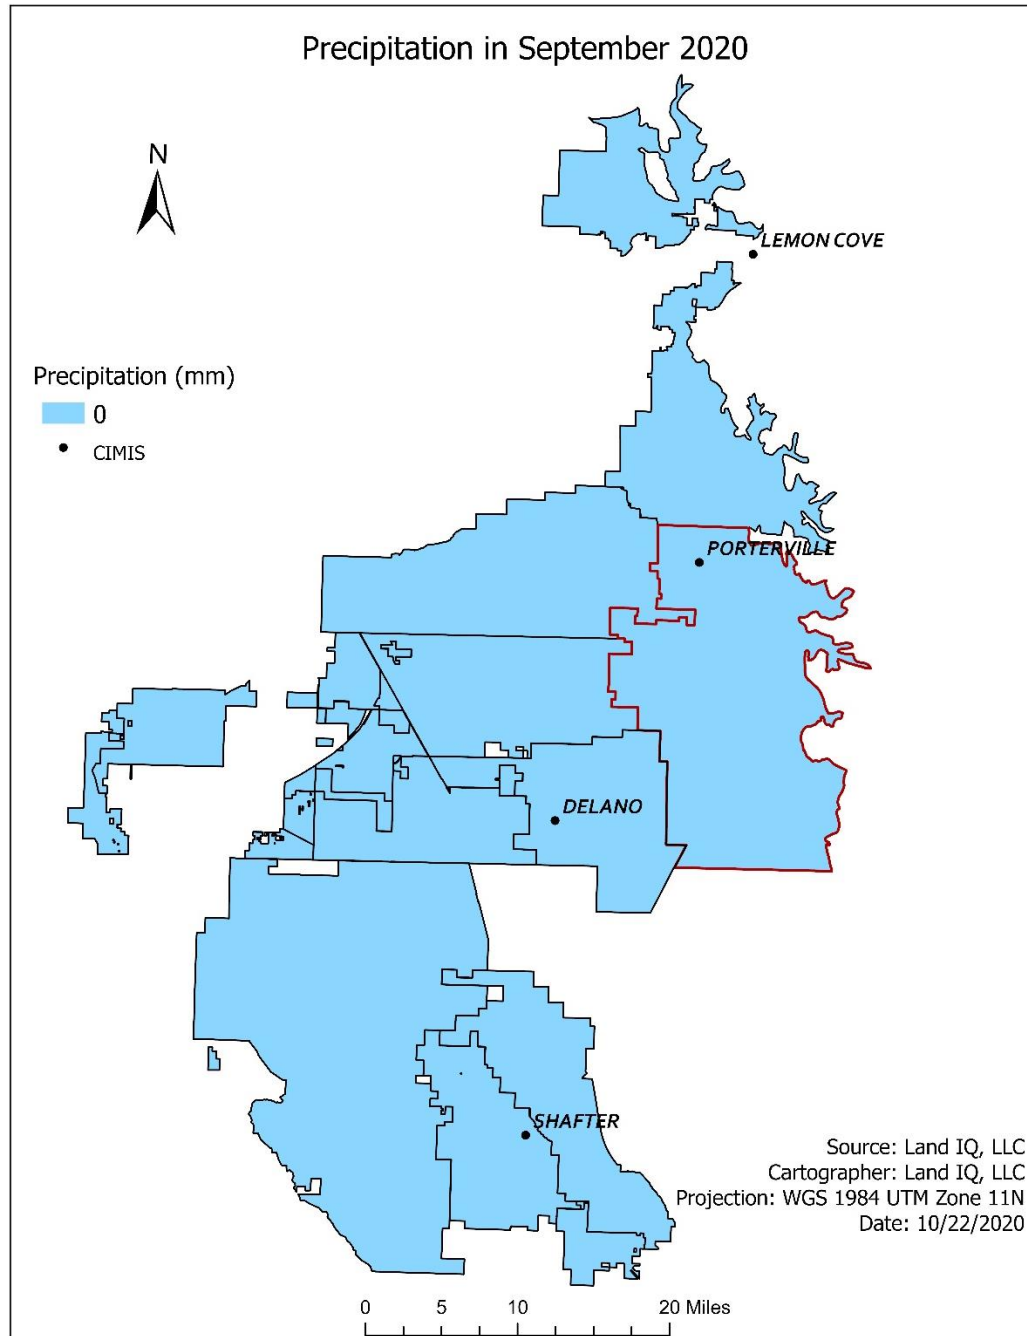 Precipitation in September 2020
N
LEMON COVE
Precipitation (mm)
0
CIMIS
PORTERVILLE
DELANO
SHAFTER
Source: Land IQ, LLC
Cartographer: Land IQ, LLC
Projection: WGS 1984 UTM Zone 11N
Date: 10/22/2020
0 5 10 20 Miles